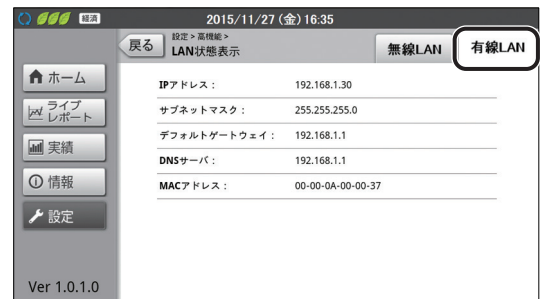 経済
2015/11/27 (金) 16:35
戻る
設定 > 高機能 >
LAN状態表示
無線LAN
有線LAN
ホーム
ライブ
レポート
実績
情報
設定
Ver 1.0.1.0
IPアドレス： 192.168.1.30
サブネットマスク： 255.255.255.0
デフォルトゲートウェイ： 192.168.1.1
DNSサーバ： 192.168.1.1
MACアドレス： 00-00-0A-00-00-37